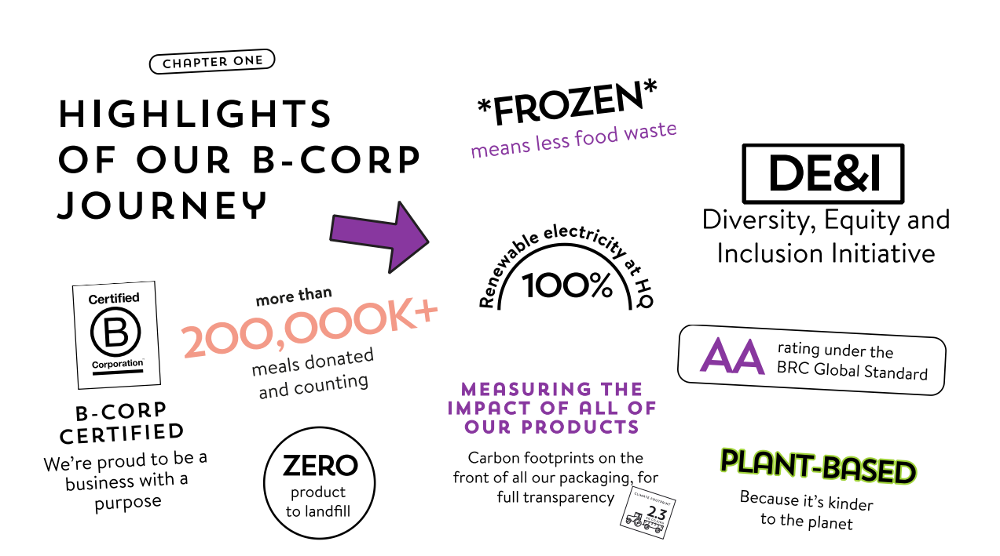 CHAPTER ONE
HIGHLIGHTS
OF OUR B-CORP
JOURNEY
*FROZEN*
means less food waste
DE&I
Diversity, Equity and
Inclusion Initiative
Renewable electricity at HQ
100%
Certified
B
Corporation
B-CORP
CERTIFIED
We're proud to be a
business with a
purpose
more than
200,000K+
meals donated
and counting
ZERO
product
to landfill
MEASURING THE
IMPACT OF ALL OF
OUR PRODUCTS
Carbon footprints on the
front of all our packaging, for
full transparency
CLIMATE FOOTPRINT
2.3
AA
rating under the
BRC Global Standard
PLANT-BASED
Because it's kinder
to the planet